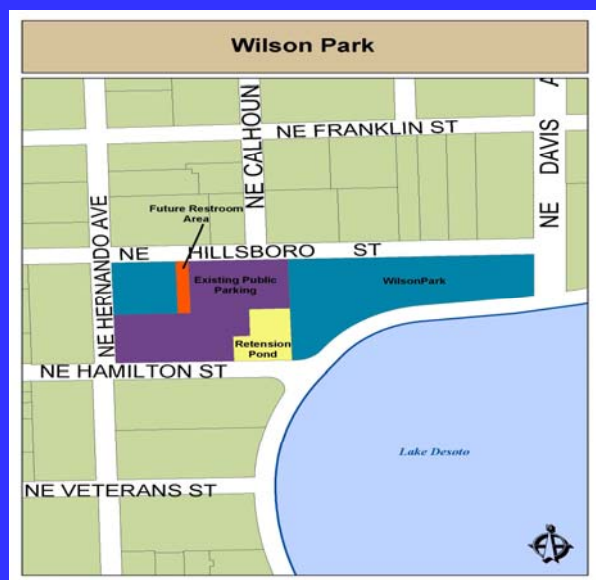 Wilson Park
NE FRANKLIN ST
NE CALHOUN
NE DAVIS A
NE HERNANDO AVE
Future Restroom
Area
NE HILLSBORO ST
Existing Public
Parking
WilsonPark
Retension
Pond
NE HAMILTON ST
Lake Desoto
NE VETERANS ST